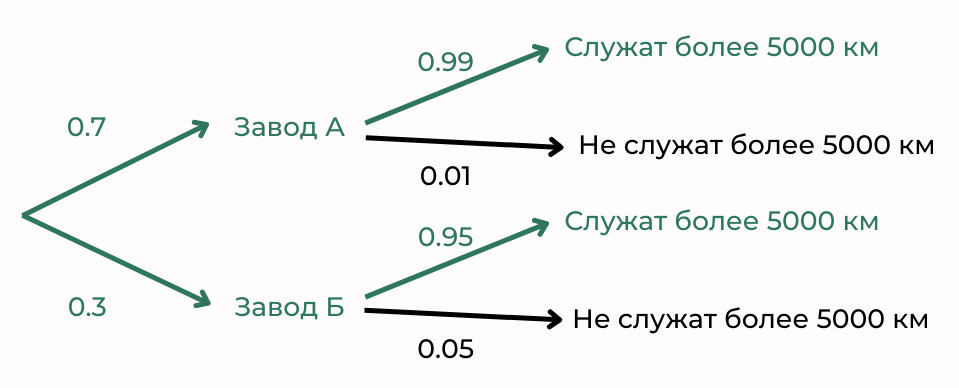 0.99
Служат более 5000 км
0.7
Завод А
Не служат более 5000 км
0.01
Служат более 5000 км
0.95
0.3
Завод Б
Не служат более 5000 км
0.05